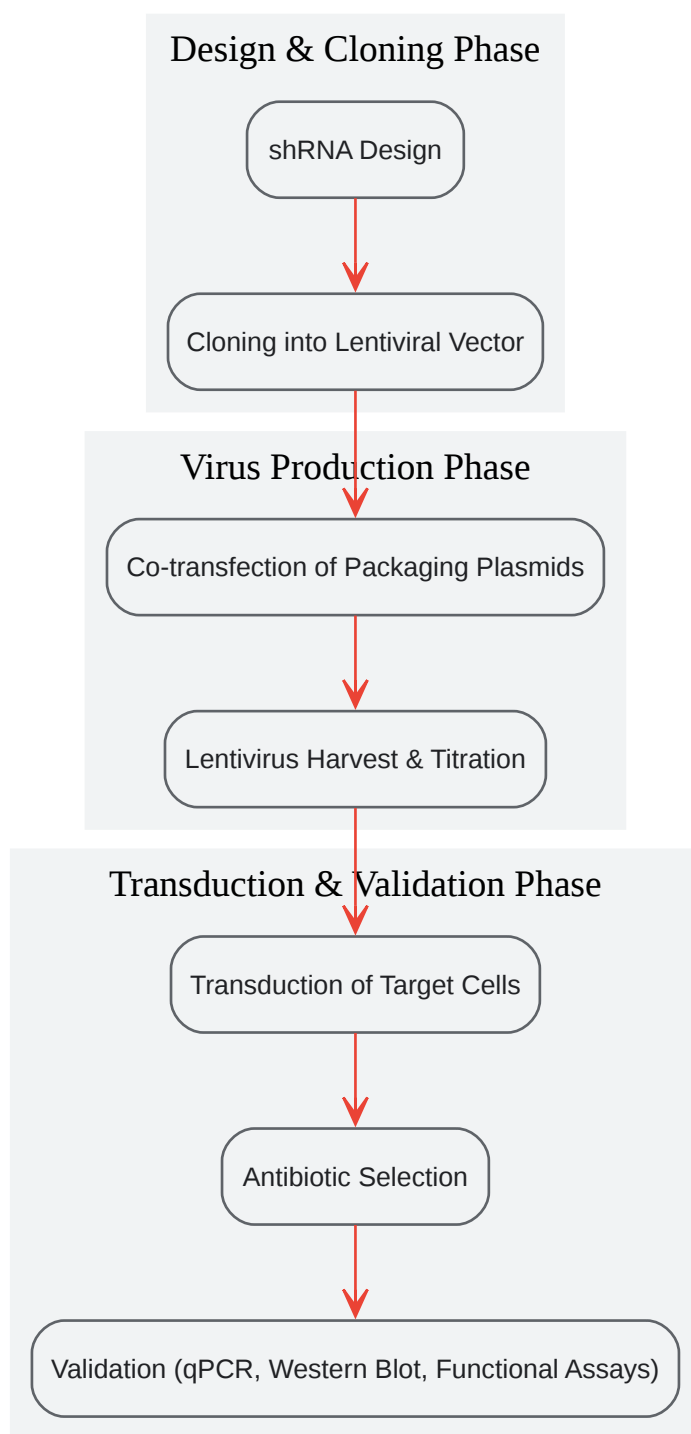 Design & Cloning Phase
shRNA Design
Cloning into Lentiviral Vector
Virus Production Phase
Co-transfection of Packaging Plasmids
Lentivirus Harvest & Titration
Transduction & Validation Phase
Transduction of Target Cells
Antibiotic Selection
Validation (qPCR, Western Blot, Functional Assays)